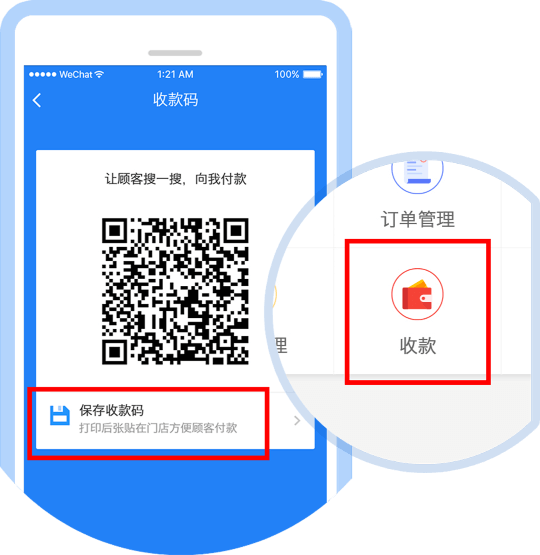 WeChat
1:21 AM
100%
收款码
让顾客搜一搜，向我付款
订单管理
理
收款
保存收款码
打印后张贴在门店方便顾客付款